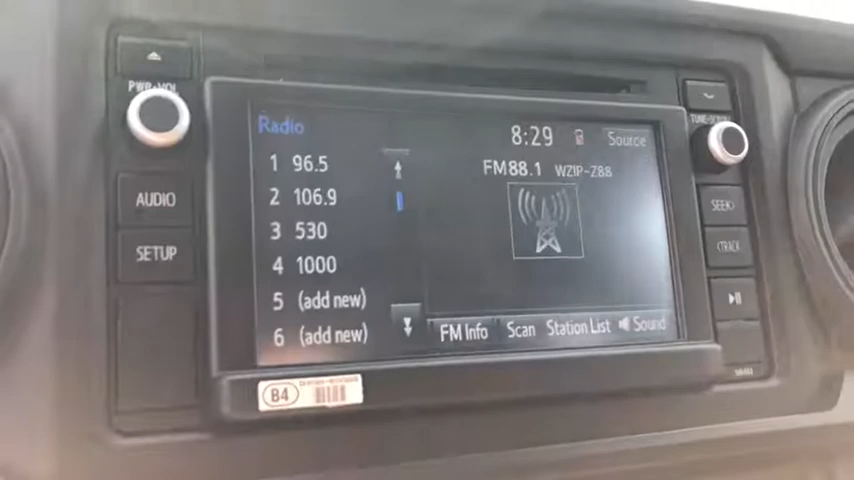 PWR•VOL
AUDIO
SETUP
Radio
8:29
Source
1 96.5
2 106.9
3 530
4 1000
5 (add new)
6 (add new)
FM88.1 WZIP-Z88
FM Info
Scan
Station List
Sound
TUNE•SCROLL
SEEK>
<TRACK
B4